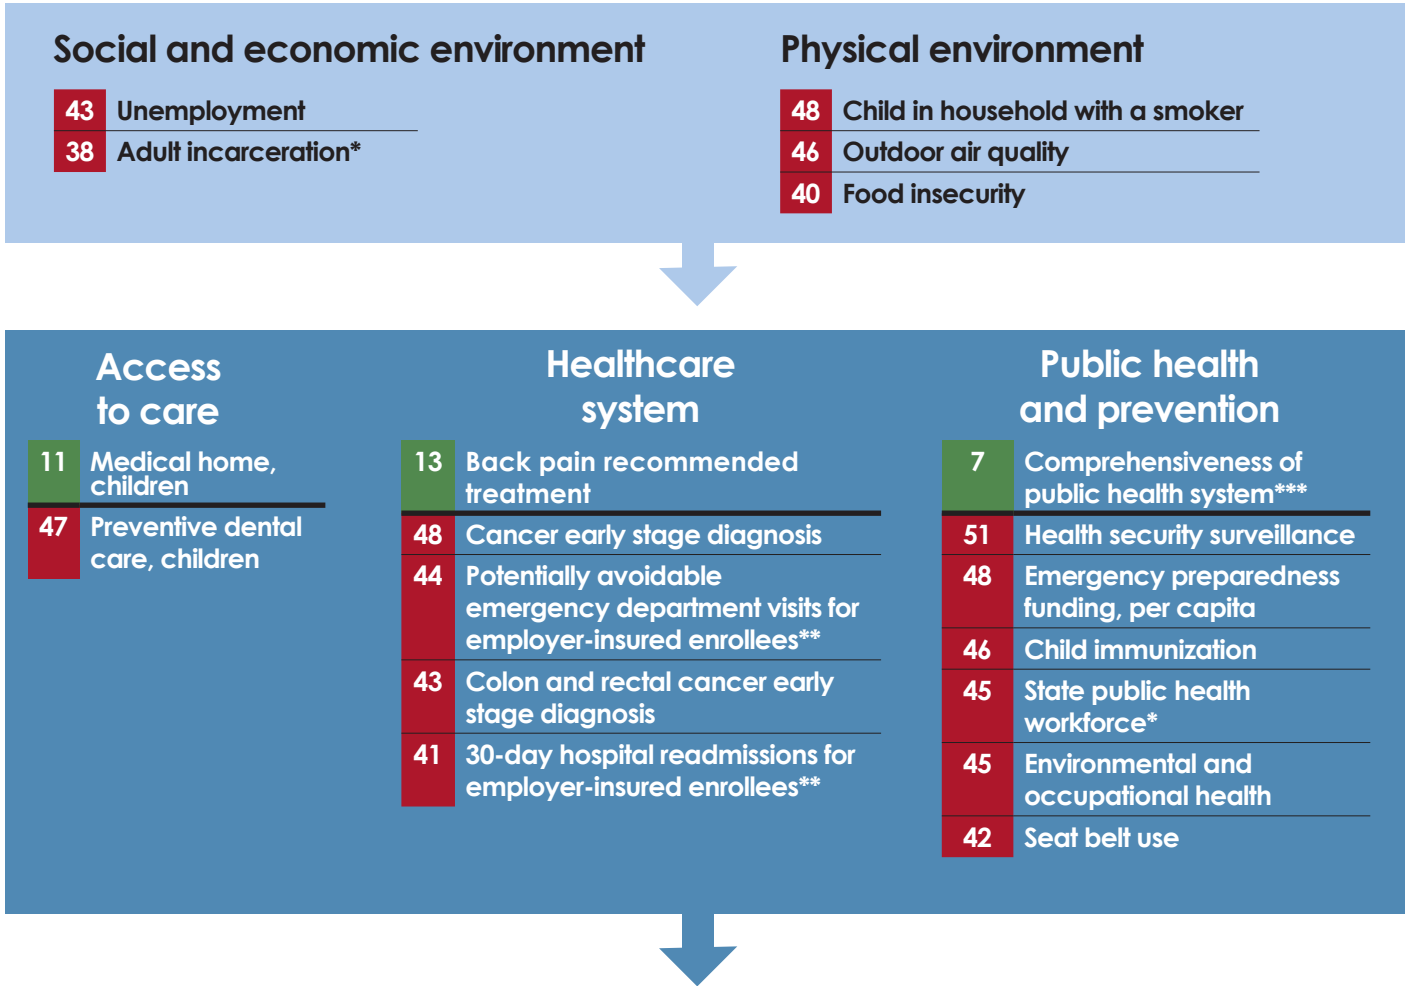 Social and economic environment
43 Unemployment
38 Adult incarceration*
Physical environment
48 Child in household with a smoker
46 Outdoor air quality
40 Food insecurity
Access
to care
11 Medical home,
children
47 Preventive dental
care, children
Healthcare
system
13 Back pain recommended
treatment
48 Cancer early stage diagnosis
44 Potentially avoidable
emergency department visits for
employer-insured enrollees**
43 Colon and rectal cancer early
stage diagnosis
41 30-day hospital readmissions for
employer-insured enrollees**
Public health
and prevention
7 Comprehensiveness of
public health system***
51 Health security surveillance
48 Emergency preparedness
funding, per capita
46 Child immunization
45 State public health
workforce*
45 Environmental and
occupational health
42 Seat belt use